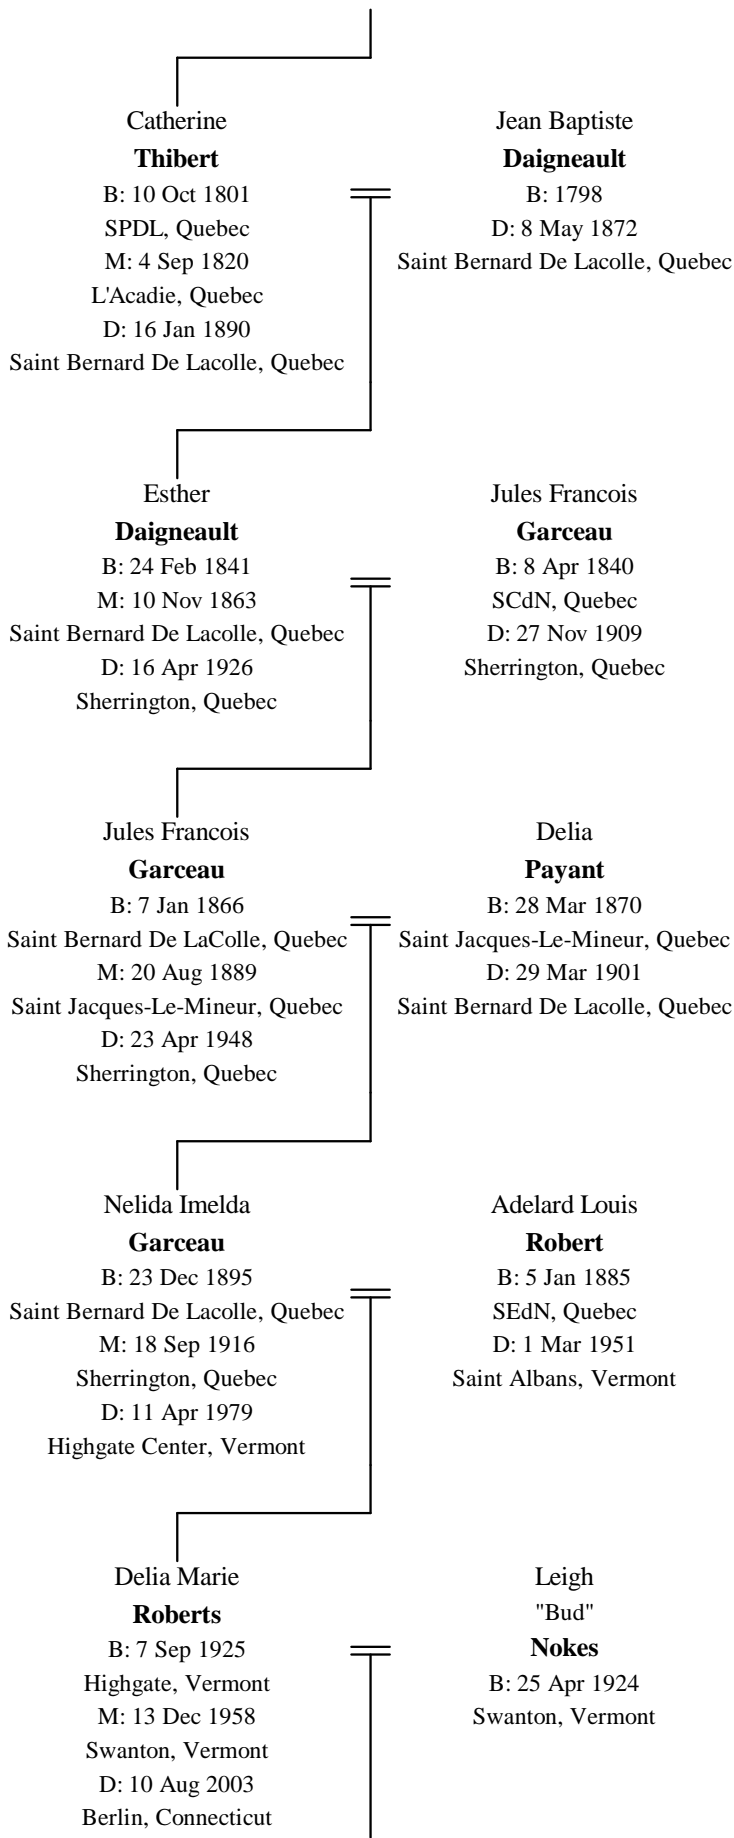 Catherine
Thibert
B: 10 Oct 1801
SPDL, Quebec
M: 4 Sep 1820
L'Acadie, Quebec
D: 16 Jan 1890
Saint Bernard De Lacolle, Quebec
Jean Baptiste
Daigneault
B: 1798
D: 8 May 1872
Saint Bernard De Lacolle, Quebec
Esther
Daigneault
B: 24 Feb 1841
M: 10 Nov 1863
Saint Bernard De Lacolle, Quebec
D: 16 Apr 1926
Sherrington, Quebec
Jules Francois
Garceau
B: 8 Apr 1840
SCdN, Quebec
D: 27 Nov 1909
Sherrington, Quebec
Jules Francois
Garceau
B: 7 Jan 1866
Saint Bernard De LaColle, Quebec
M: 20 Aug 1889
Saint Jacques-Le-Mineur, Quebec
D: 23 Apr 1948
Sherrington, Quebec
Delia
Payant
B: 28 Mar 1870
Saint Jacques-Le-Mineur, Quebec
D: 29 Mar 1901
Saint Bernard De Lacolle, Quebec
Nelida Imelda
Garceau
B: 23 Dec 1895
Saint Bernard De Lacolle, Quebec
M: 18 Sep 1916
Sherrington, Quebec
D: 11 Apr 1979
Highgate Center, Vermont
Adelard Louis
Robert
B: 5 Jan 1885
SEdN, Quebec
D: 1 Mar 1951
Saint Albans, Vermont
Delia Marie
Roberts
B: 7 Sep 1925
Highgate, Vermont
M: 13 Dec 1958
Swanton, Vermont
D: 10 Aug 2003
Berlin, Connecticut
Leigh
"Bud"
Nokes
B: 25 Apr 1924
Swanton, Vermont